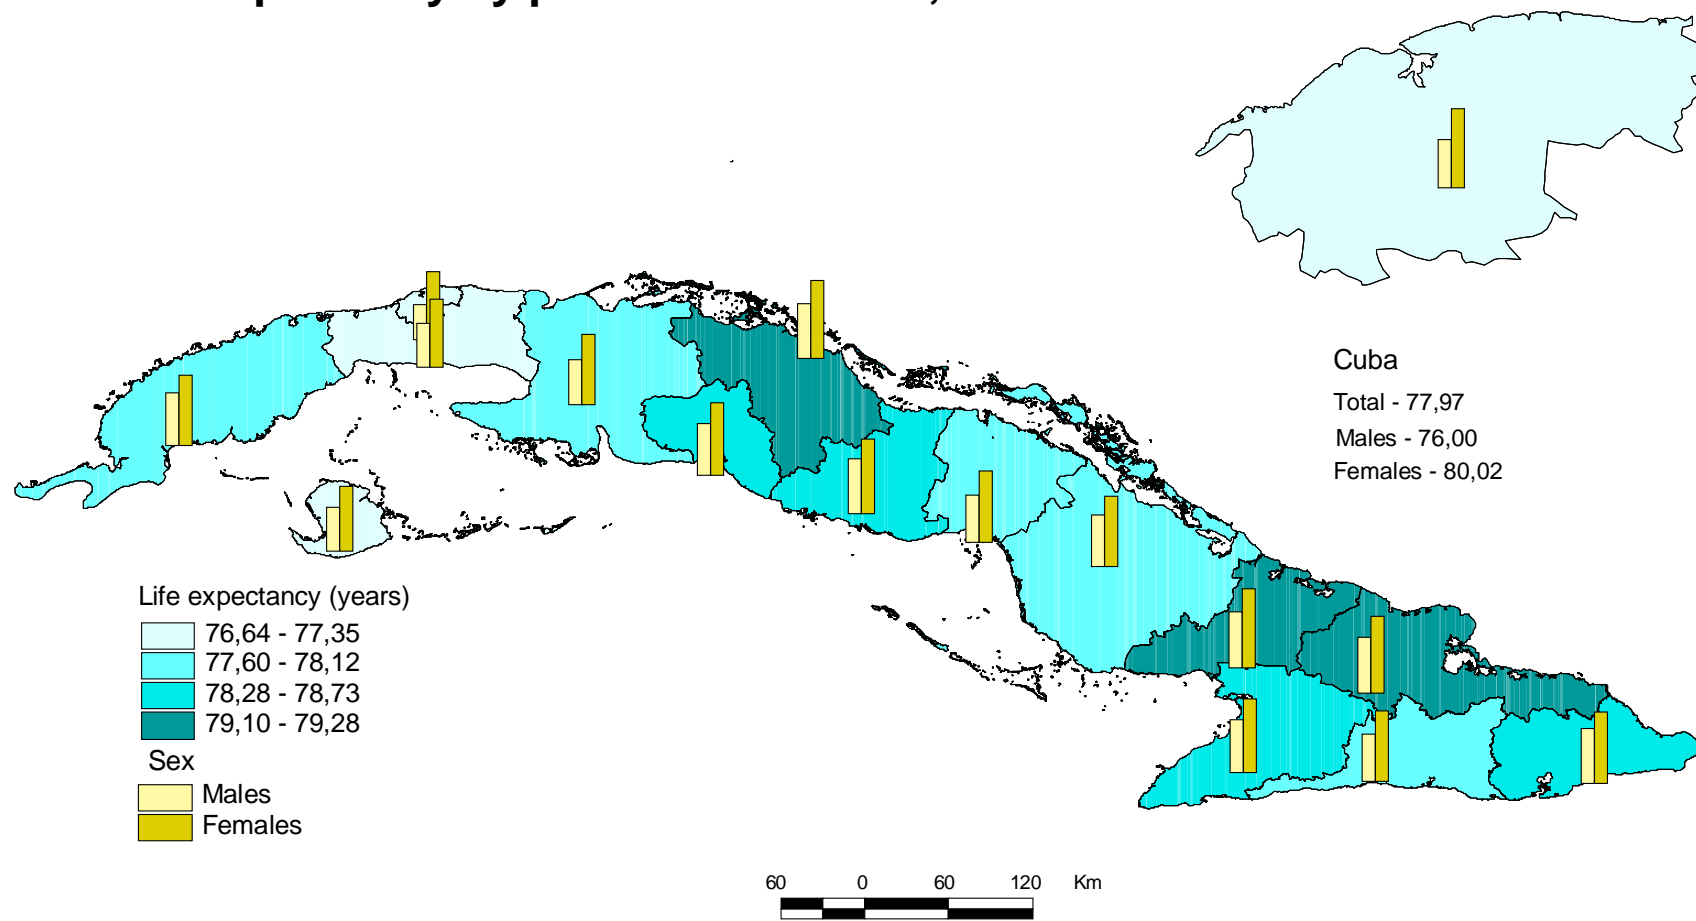 Cuba
Total - 77,97
Males - 76,00
Females - 80,02
Life expectancy (years)
76,64 - 77,35
77,60 - 78,12
78,28 - 78,73
79,10 - 79,28
Sex
Males
Females
60 0 60 120 Km